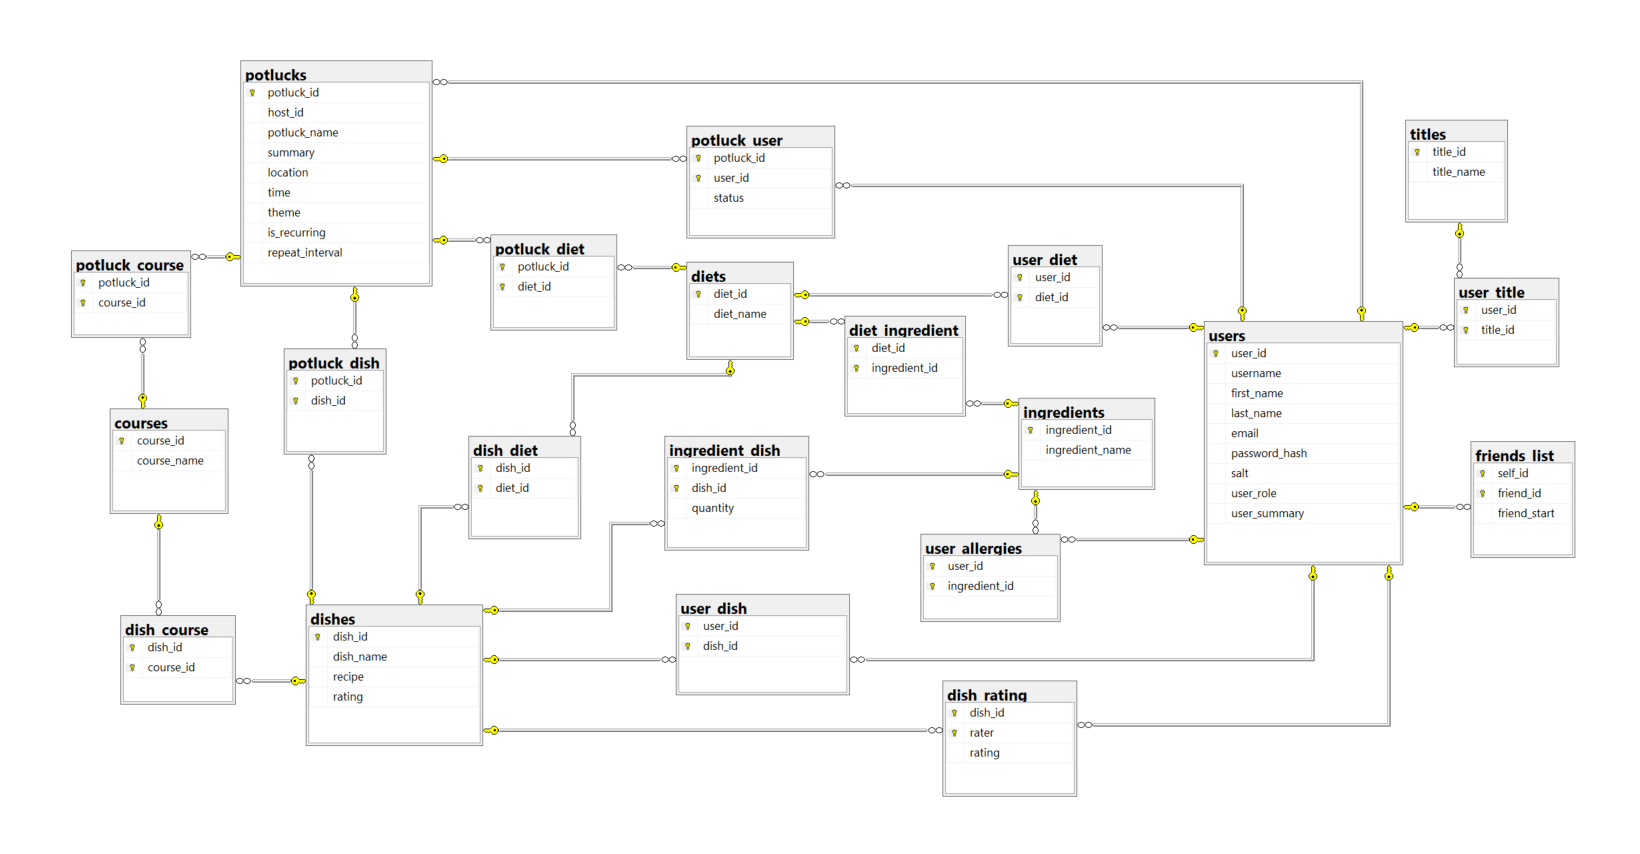 potlucks
potluck_id
host_id
potluck_name
summary
location
time
theme
is_recurring
repeat_interval
potluck_user
potluck_id
user_id
status
titles
title_id
title_name
potluck_course
potluck_id
course_id
potluck_diet
potluck_id
diet_id
diets
diet_id
diet_name
user_diet
user_id
diet_id
user_title
user_id
title_id
diet_ingredient
diet_id
ingredient_id
users
user_id
username
first_name
last_name
email
password_hash
salt
user_role
user_summary
potluck_dish
potluck_id
dish_id
courses
course_id
course_name
ingredients
ingredient_id
ingredient_name
dish_diet
dish_id
diet_id
ingredient_dish
ingredient_id
dish_id
quantity
friends_list
self_id
friend_id
friend_start
user_allergies
user_id
ingredient_id
dish_course
dish_id
course_id
dishes
dish_id
dish_name
recipe
rating
user_dish
user_id
dish_id
dish_rating
dish_id
rater
rating